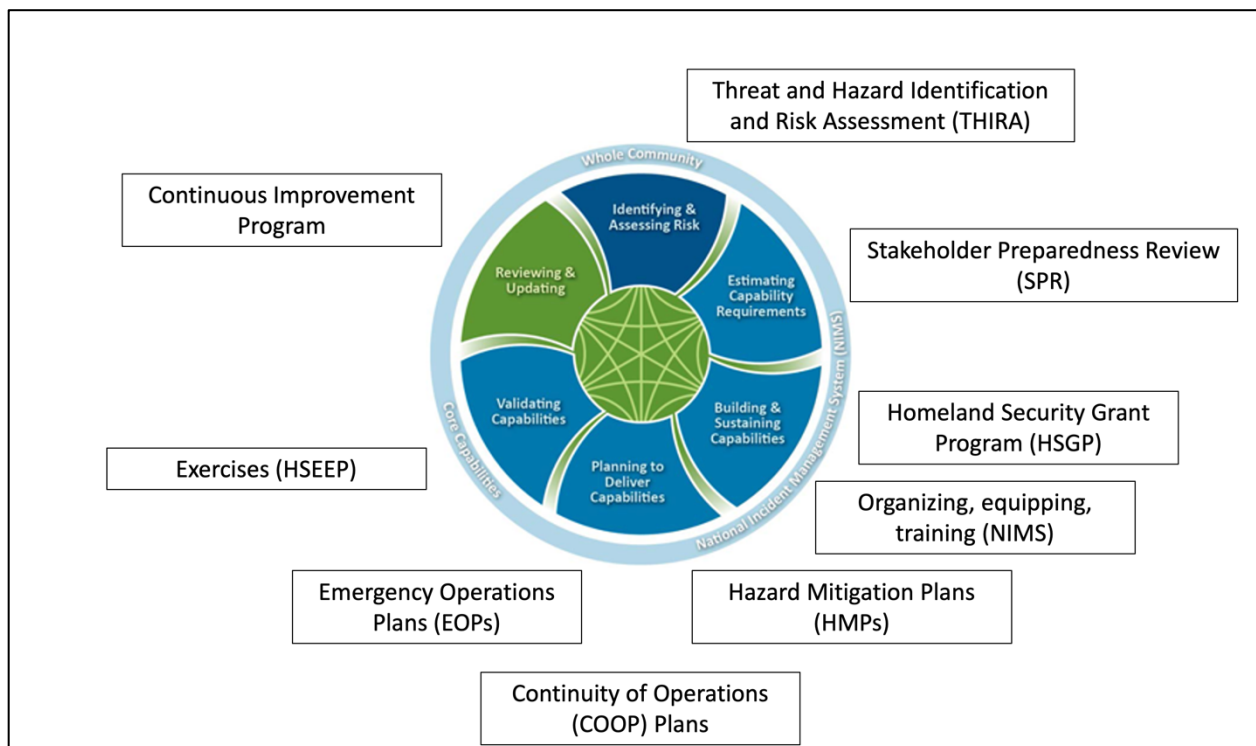 Threat and Hazard Identification
and Risk Assessment (THIRA)
Continuous Improvement
Program
Whole Community
Identifying &
Assessing Risk
Stakeholder Preparedness Review
(SPR)
Reviewing &
Updating
Estimating
Capability
Requirements
National Incident Management System (NIMS)
Core Capabilities
Validating
Capabilities
Building &
Sustaining
Capabilities
Homeland Security Grant
Program (HSGP)
Exercises (HSEEP)
Planning to
Deliver
Capabilities
Organizing, equipping,
training (NIMS)
Emergency Operations
Plans (EOPs)
Hazard Mitigation Plans
(HMPs)
Continuity of Operations
(COOP) Plans